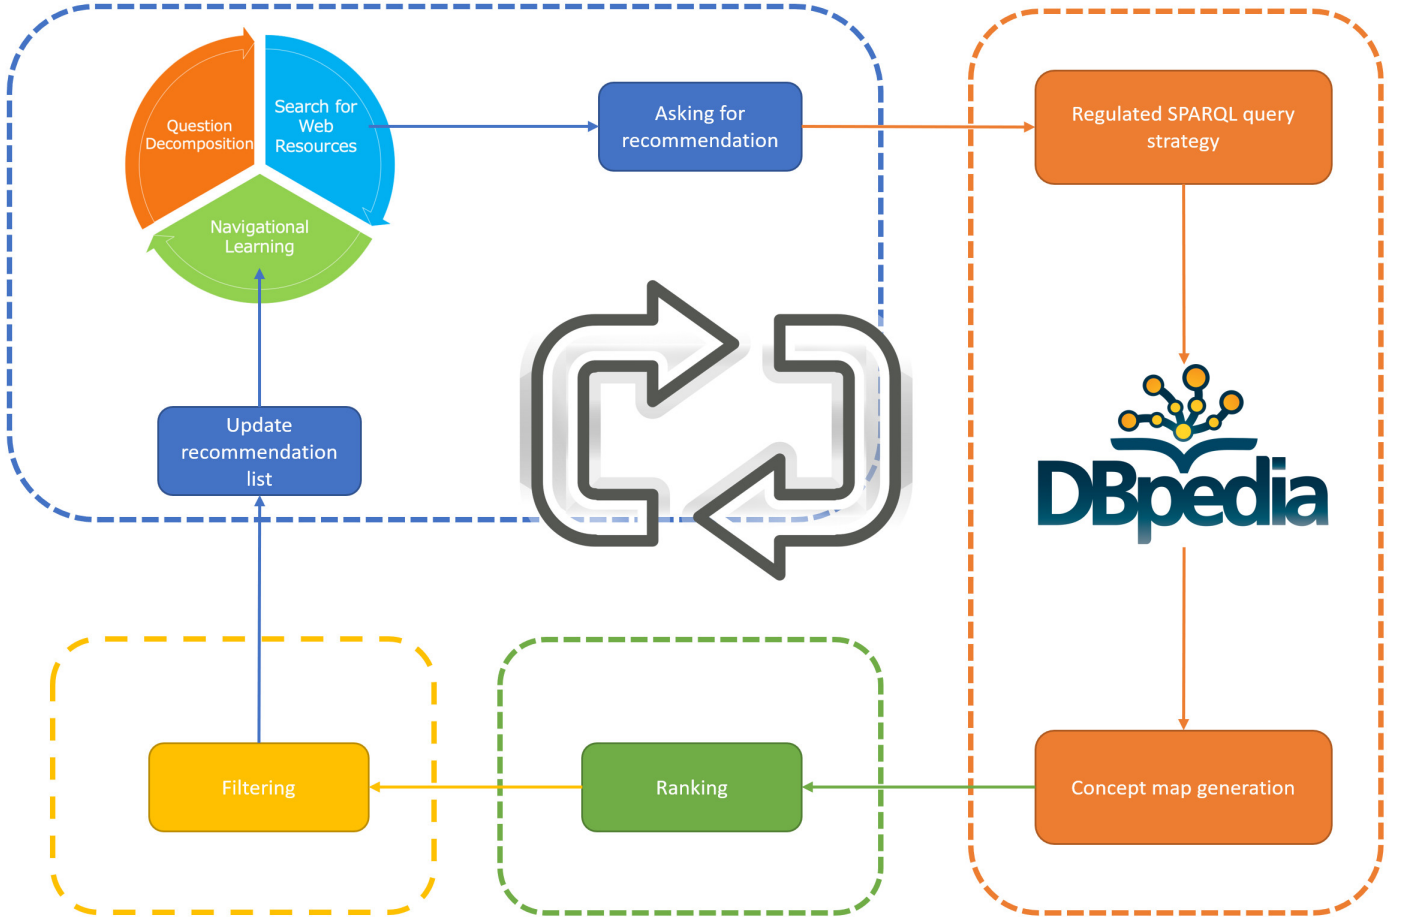 Question
Decomposition
Search for
Web
Resources
Navigational
Learning
Asking for
recommendation
Regulated SPARQL query
strategy
DBpedia
Update
recommendation
list
Filtering
Ranking
Concept map generation